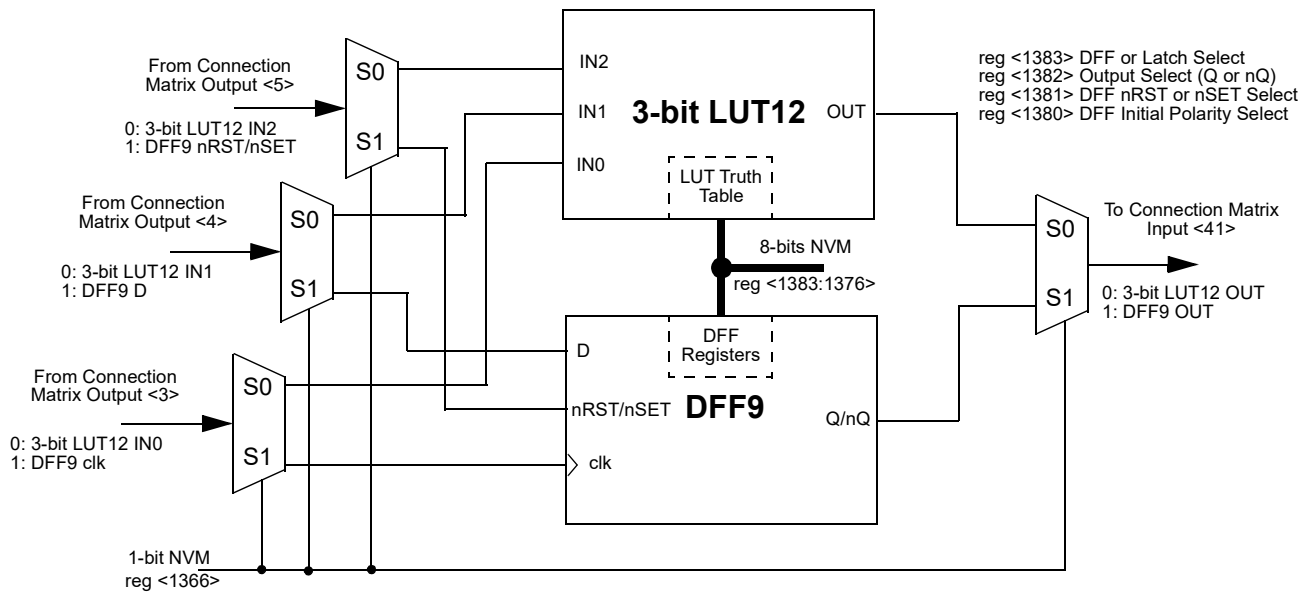 From Connection
Matrix Output <5>
0: 3-bit LUT12 IN2
1: DFF9 nRST/nSET
S0
S1
From Connection
Matrix Output <4>
0: 3-bit LUT12 IN1
1: DFF9 D
S0
S1
From Connection
Matrix Output <3>
0: 3-bit LUT12 IN0
1: DFF9 clk
S0
S1
1-bit NVM
reg <1366>
IN2
IN1
IN0
3-bit LUT12
OUT
LUT Truth
Table
8-bits NVM
reg <1383:1376>
DFF
Registers
D
nRST/nSET
clk
DFF9
Q/nQ
reg <1383> DFF or Latch Select
reg <1382> Output Select (Q or nQ)
reg <1381> DFF nRST or nSET Select
reg <1380> DFF Initial Polarity Select
S0
S1
To Connection Matrix
Input <41>
0: 3-bit LUT12 OUT
1: DFF9 OUT